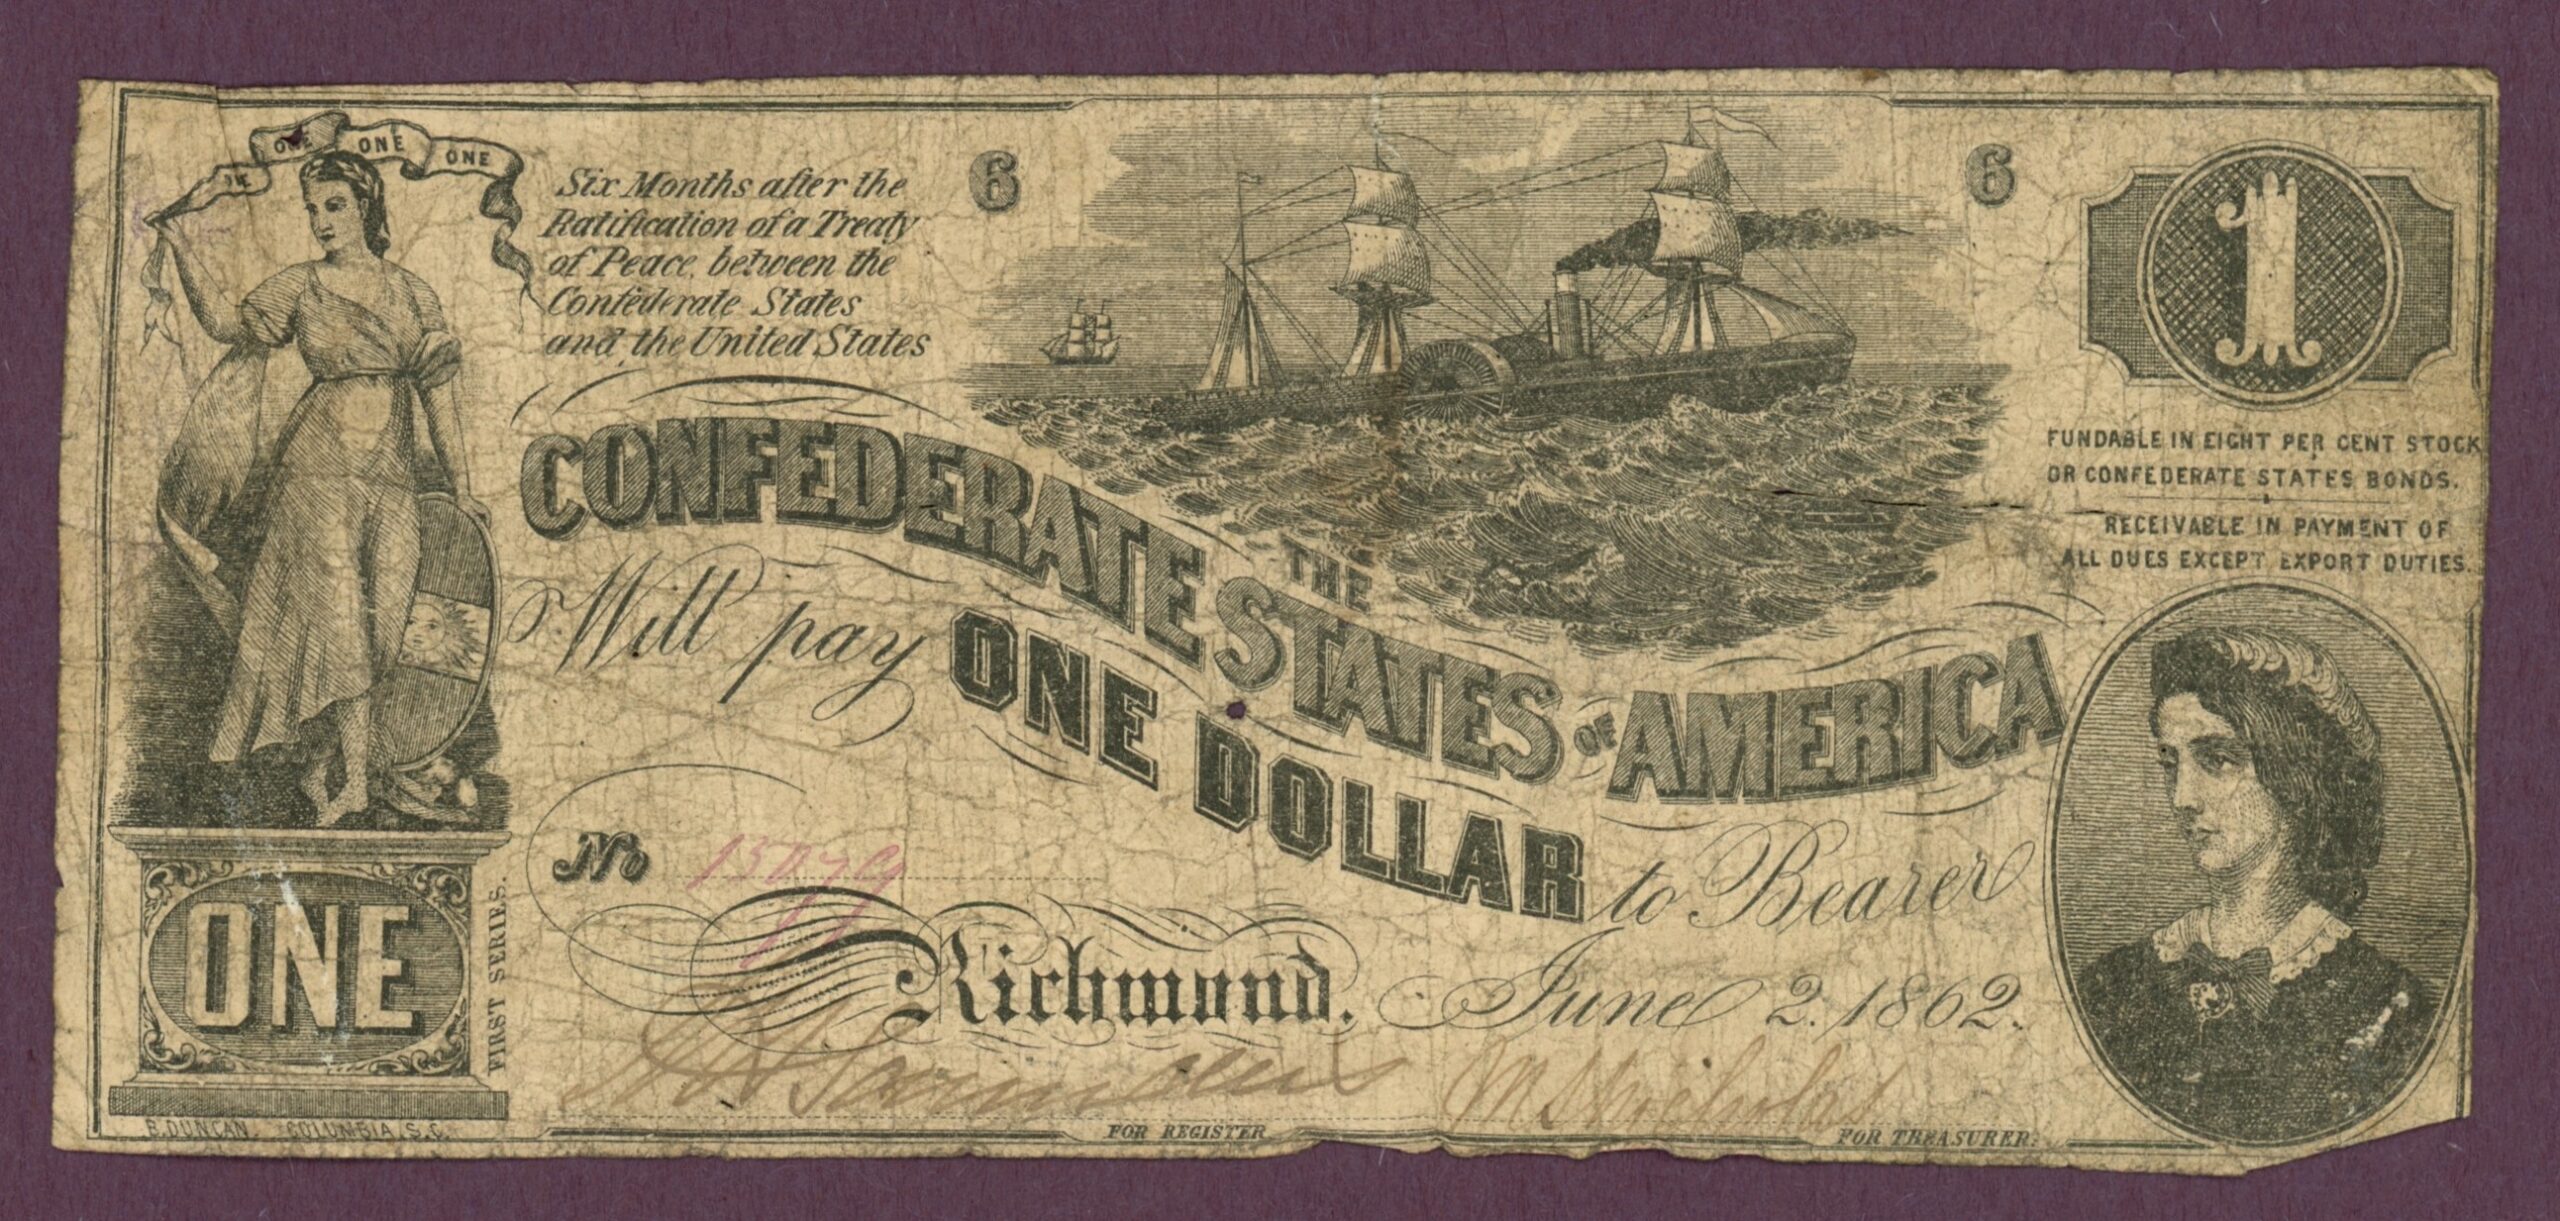 ONE ONE ONE
Six Months after the
Ratification of a Treaty
of Peace, between the
Confederate States
and the United States
6
6
1
FUNDABLE IN EIGHT PER CENT STOCK
OR CONFEDERATE STATES BONDS.
RECEIVABLE IN PAYMENT OF
ALL DUES EXCEPT EXPORT DUTIES.
THE
CONFEDERATE STATES OF AMERICA
Will pay ONE DOLLAR to Bearer
No 15079
Richmond. June 2. 1862.
ONE
FIRST SERIES.
B. DUNCAN. COLUMBIA, S.C.
FOR REGISTER
FOR TREASURER.